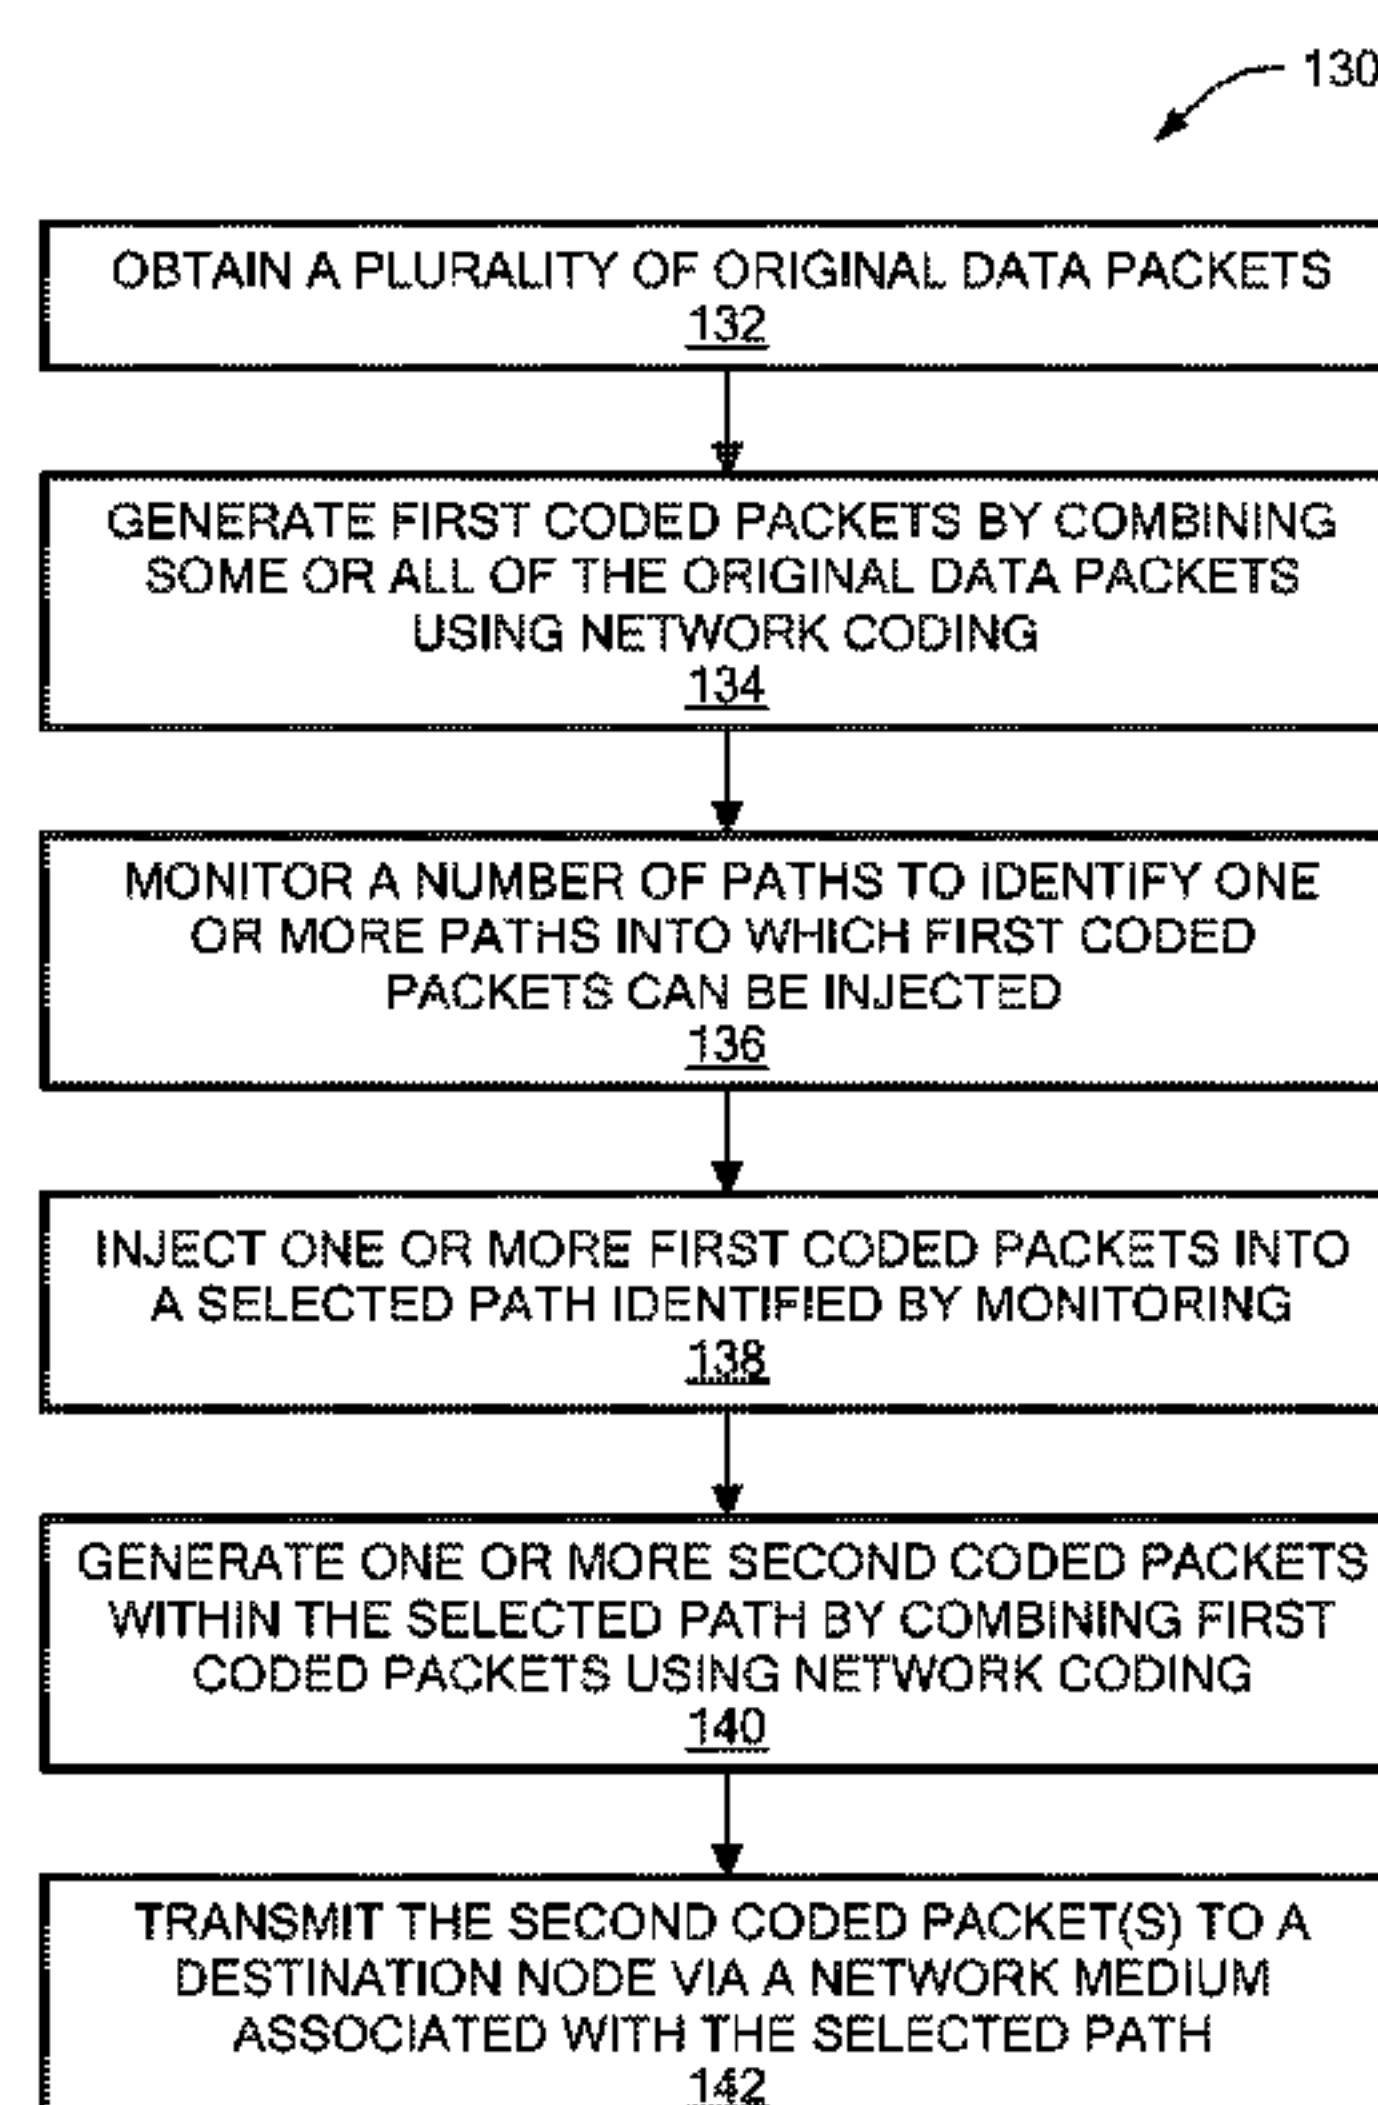 130
OBTAIN A PLURALITY OF ORIGINAL DATA PACKETS
132
GENERATE FIRST CODED PACKETS BY COMBINING
SOME OR ALL OF THE ORIGINAL DATA PACKETS
USING NETWORK CODING
134
MONITOR A NUMBER OF PATHS TO IDENTIFY ONE
OR MORE PATHS INTO WHICH FIRST CODED
PACKETS CAN BE INJECTED
136
INJECT ONE OR MORE FIRST CODED PACKETS INTO
A SELECTED PATH IDENTIFIED BY MONITORING
138
GENERATE ONE OR MORE SECOND CODED PACKETS
WITHIN THE SELECTED PATH BY COMBINING FIRST
CODED PACKETS USING NETWORK CODING
140
TRANSMIT THE SECOND CODED PACKET(S) TO A
DESTINATION NODE VIA A NETWORK MEDIUM
ASSOCIATED WITH THE SELECTED PATH
142